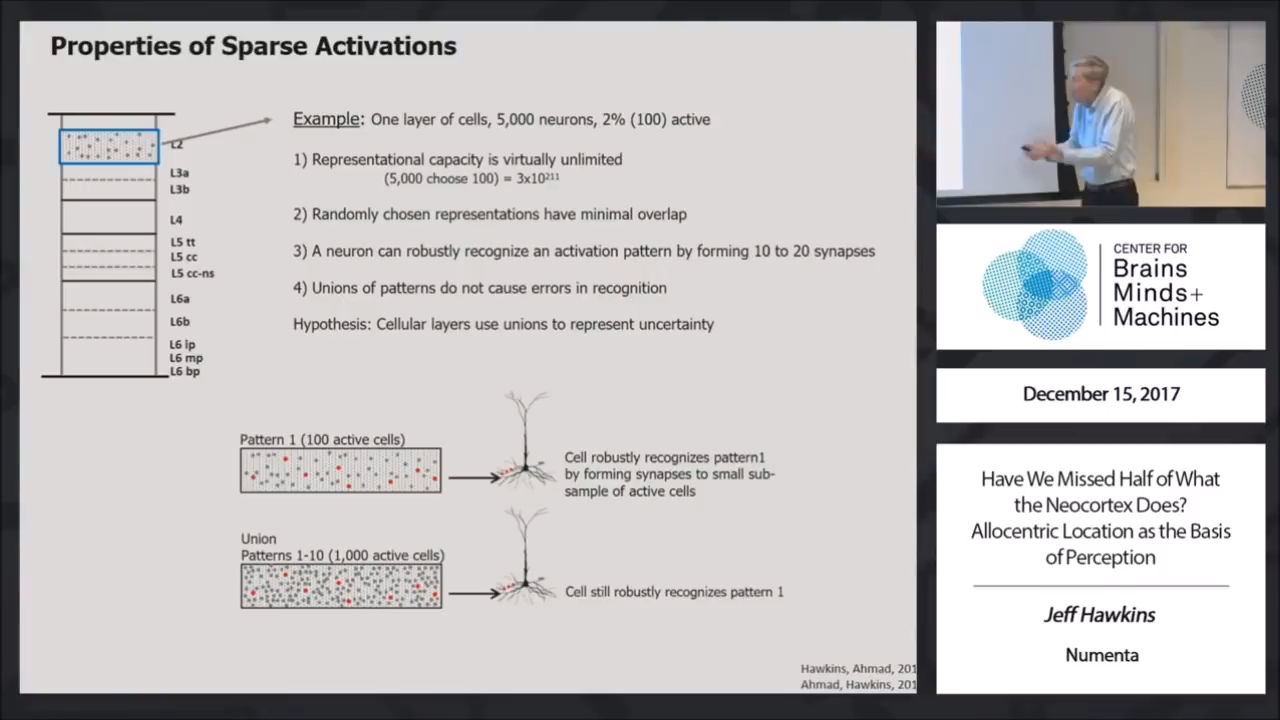 Properties of Sparse Activations
L2
L3a
L3b
L4
L5 tt
L5 cc
L5 cc-ns
L6a
L6b
L6 ip
L6 mp
L6 bp
Example: One layer of cells, 5,000 neurons, 2% (100) active
1) Representational capacity is virtually unlimited
(5,000 choose 100) = 3x10²¹¹
2) Randomly chosen representations have minimal overlap
3) A neuron can robustly recognize an activation pattern by forming 10 to 20 synapses
4) Unions of patterns do not cause errors in recognition
Hypothesis: Cellular layers use unions to represent uncertainty
Pattern 1 (100 active cells)
Cell robustly recognizes pattern1
by forming synapses to small sub-
sample of active cells
Union
Patterns 1-10 (1,000 active cells)
Cell still robustly recognizes pattern 1
Hawkins, Ahmad, 201
Ahmad, Hawkins, 201
CENTER FOR
Brains
Minds+
Machines
December 15, 2017
Have We Missed Half of What
the Neocortex Does?
Allocentric Location as the Basis
of Perception
Jeff Hawkins
Numenta